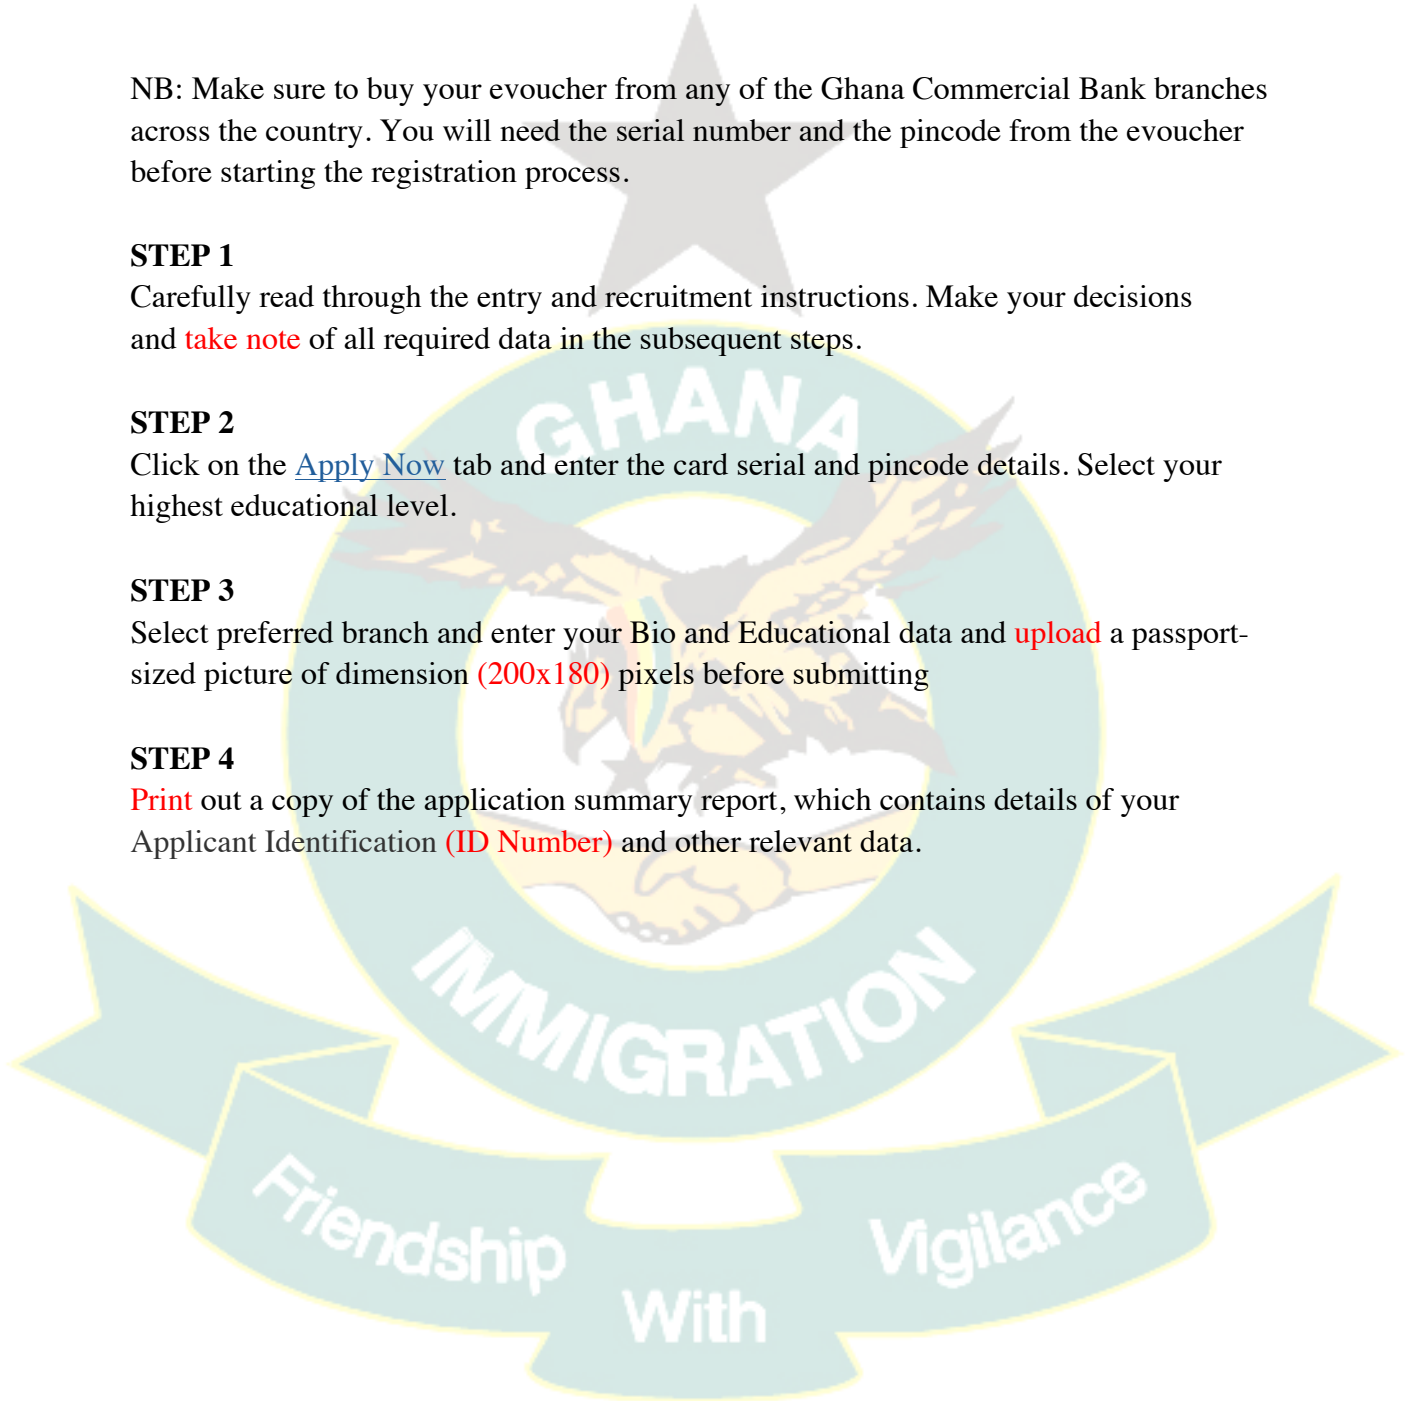 NB: Make sure to buy your evoucher from any of the Ghana Commercial Bank branches
across the country. You will need the serial number and the pincode from the evoucher
before starting the registration process.
STEP 1
Carefully read through the entry and recruitment instructions. Make your decisions
and take note of all required data in the subsequent steps.
STEP 2
Click on the Apply Now tab and enter the card serial and pincode details. Select your
highest educational level.
STEP 3
Select preferred branch and enter your Bio and Educational data and upload a passport-
sized picture of dimension (200x180) pixels before submitting
STEP 4
Print out a copy of the application summary report, which contains details of your
Applicant Identification (ID Number) and other relevant data.
GHANA
IMMIGRATION
Friendship
With
Vigilance